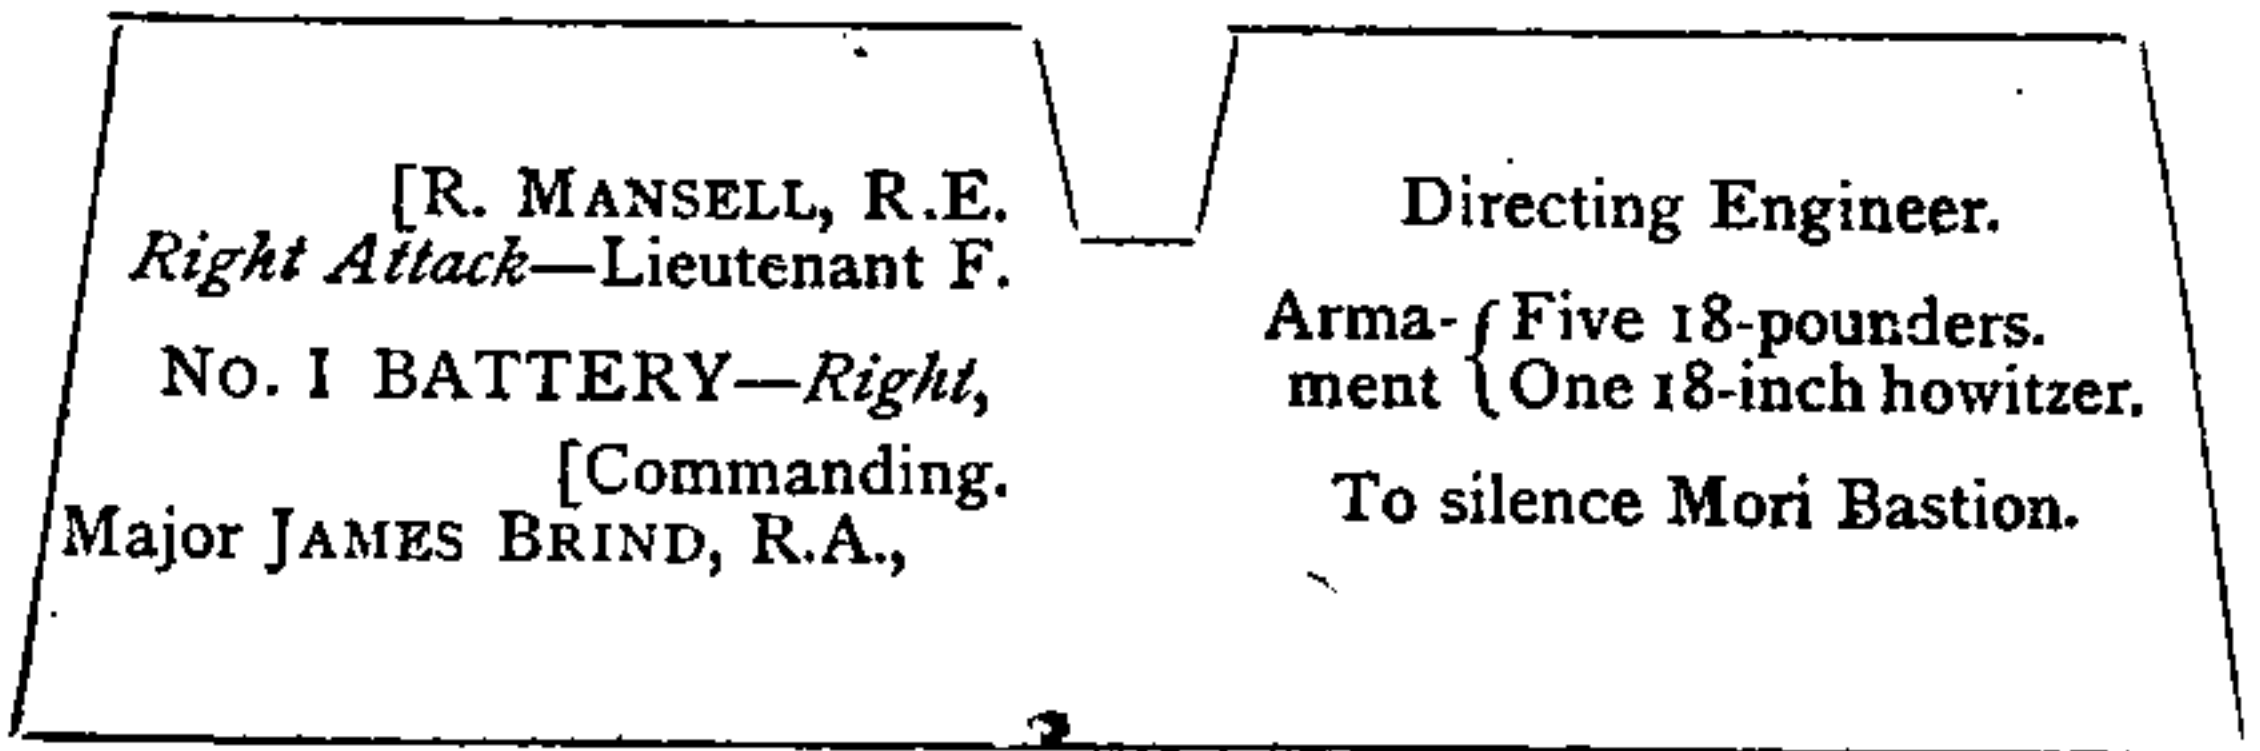 [R. MANSELL, R.E.
Right Attack—Lieutenant F.
No. I BATTERY—Right,
[Commanding.
Major JAMES BRIND, R.A.,
Directing Engineer.
Arma- { Five 18-pounders.
ment { One 18-inch howitzer.
To silence Mori Bastion.
2